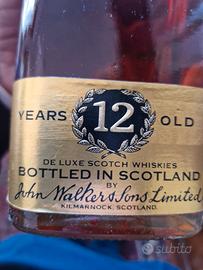 YEARS 12 OLD
DE LUXE SCOTCH WHISKIES
BOTTLED IN SCOTLAND
BY
John Walker & Sons Limited
KILMARNOCK, SCOTLAND.
subito